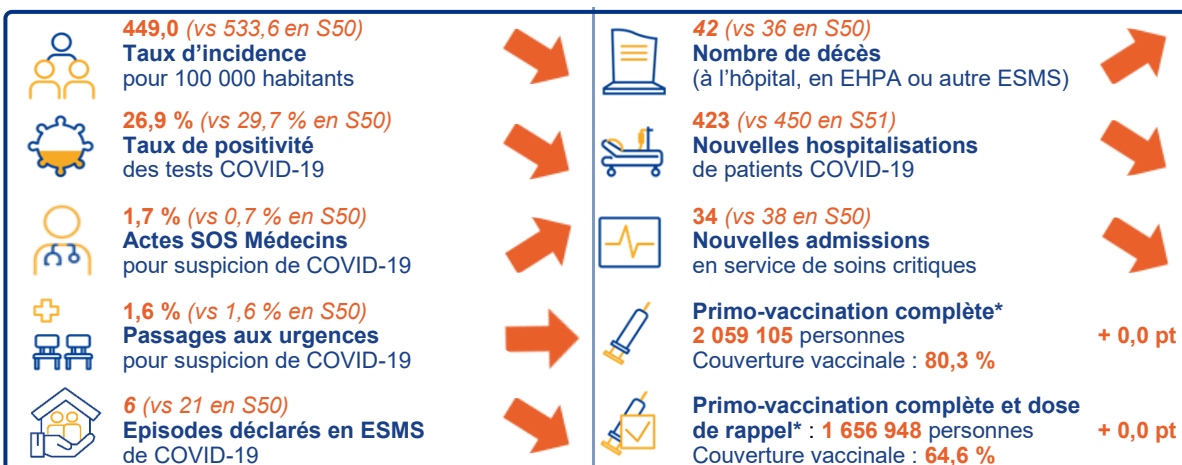 449,0 (vs 533,6 en S50)
Taux d'incidence
pour 100 000 habitants
26,9 % (vs 29,7 % en S50)
Taux de positivité
des tests COVID-19
1,7 % (vs 0,7 % en S50)
Actes SOS Médecins
pour suspicion de COVID-19
1,6 % (vs 1,6 % en S50)
Passages aux urgences
pour suspicion de COVID-19
6 (vs 21 en S50)
Episodes déclarés en ESMS
de COVID-19
42 (vs 36 en S50)
Nombre de décès
(à l'hôpital, en EHPA ou autre ESMS)
423 (vs 450 en S51)
Nouvelles hospitalisations
de patients COVID-19
34 (vs 38 en S50)
Nouvelles admissions
en service de soins critiques
Primo-vaccination complète*
2 059 105 personnes + 0,0 pt
Couverture vaccinale : 80,3 %
Primo-vaccination complète et dose
de rappel* : 1 656 948 personnes + 0,0 pt
Couverture vaccinale : 64,6 %